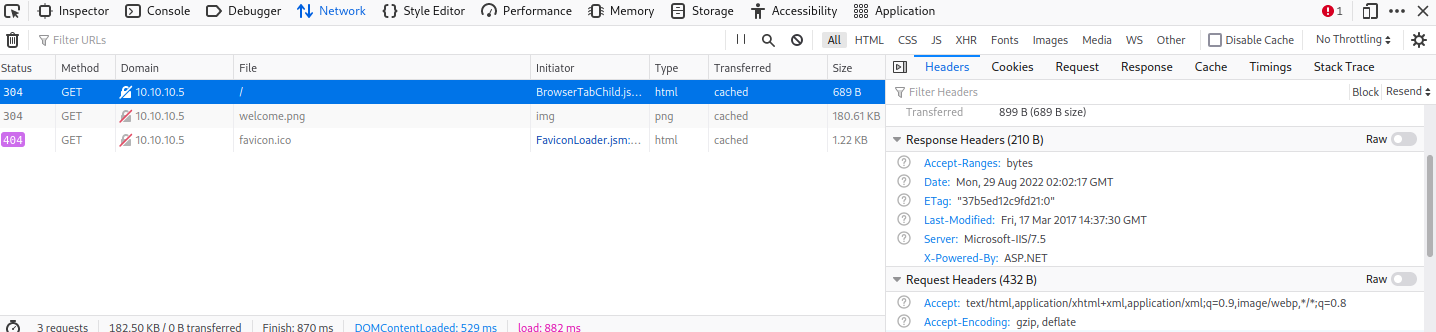 Inspector Console Debugger Network Style Editor Performance Memory Storage Accessibility Application 1
Filter URLs All HTML CSS JS XHR Fonts Images Media WS Other Disable Cache No Throttling
Status Method Domain File Initiator Type Transferred Size
304 GET 10.10.10.5 / BrowserTabChild.js... html cached 689 B
304 GET 10.10.10.5 welcome.png img png cached 180.61 KB
404 GET 10.10.10.5 favicon.ico FaviconLoader.jsm:... html cached 1.22 KB
3 requests 182.50 KB / 0 B transferred Finish: 870 ms DOMContentLoaded: 529 ms load: 882 ms
Headers Cookies Request Response Cache Timings Stack Trace
Filter Headers Block Resend
Transferred 899 B (689 B size)
Response Headers (210 B) Raw
Accept-Ranges: bytes
Date: Mon, 29 Aug 2022 02:02:17 GMT
ETag: "37b5ed12c9fd21:0"
Last-Modified: Fri, 17 Mar 2017 14:37:30 GMT
Server: Microsoft-IIS/7.5
X-Powered-By: ASP.NET
Request Headers (432 B) Raw
Accept: text/html,application/xhtml+xml,application/xml;q=0.9,image/webp,*/*;q=0.8
Accept-Encoding: gzip, deflate